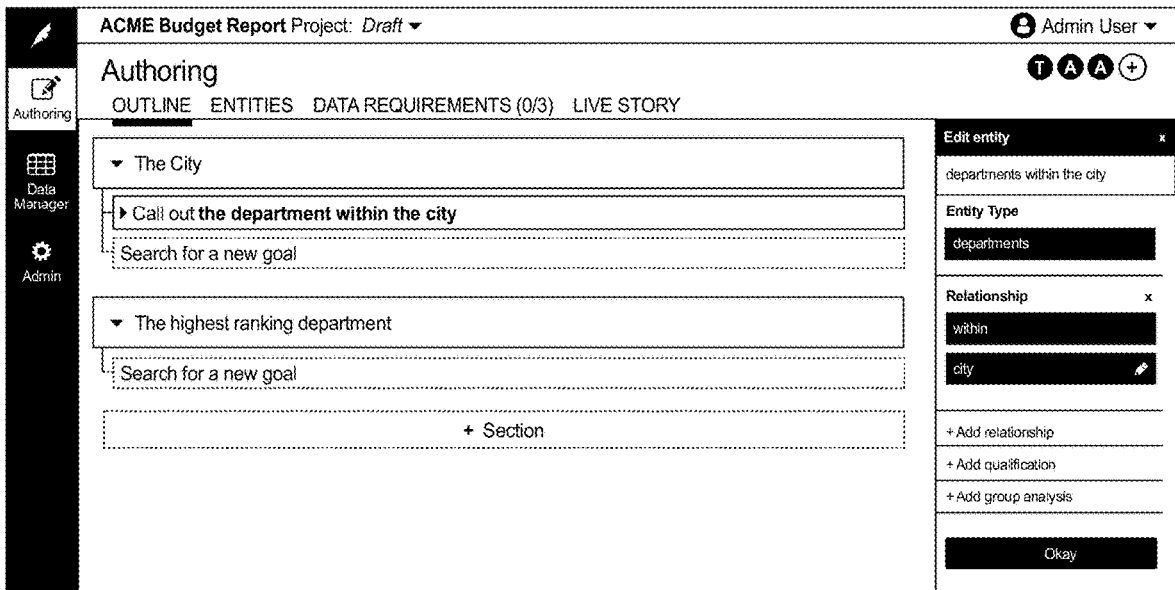 ACME Budget Report Project: Draft
Admin User
Authoring
T A A +
OUTLINE ENTITIES DATA REQUIREMENTS (0/3) LIVE STORY
Authoring
Data
Manager
Admin
The City
Call out the department within the city
Search for a new goal
The highest ranking department
Search for a new goal
+ Section
Edit entity x
departments within the city
Entity Type
departments
Relationship x
within
city
+ Add relationship
+ Add qualification
+ Add group analysis
Okay